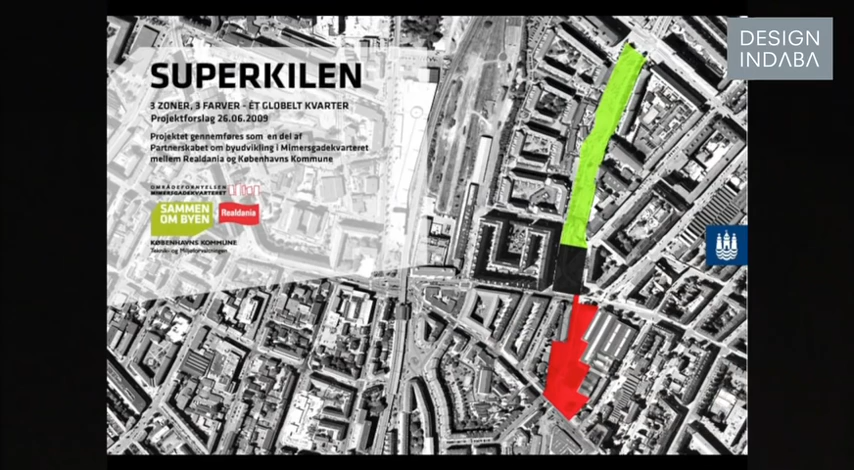 DESIGN
INDABA
SUPERKILEN
3 ZONER, 3 FARVER - ÉT GLOBELT KVARTER
Projektforslag 26.06.2009
Projektet gennemføres som en del af
Partnerskabet om byudvikling i Mimersgadekvarteret
mellem Realdania og Københavns Kommune
OMRÅDEFORNYELSEN
MIMERSGADEKVARTERET
SAMMEN
OM BYEN
Realdania
KØBENHAVNS KOMMUNE
Teknik- og Miljøforvaltningen